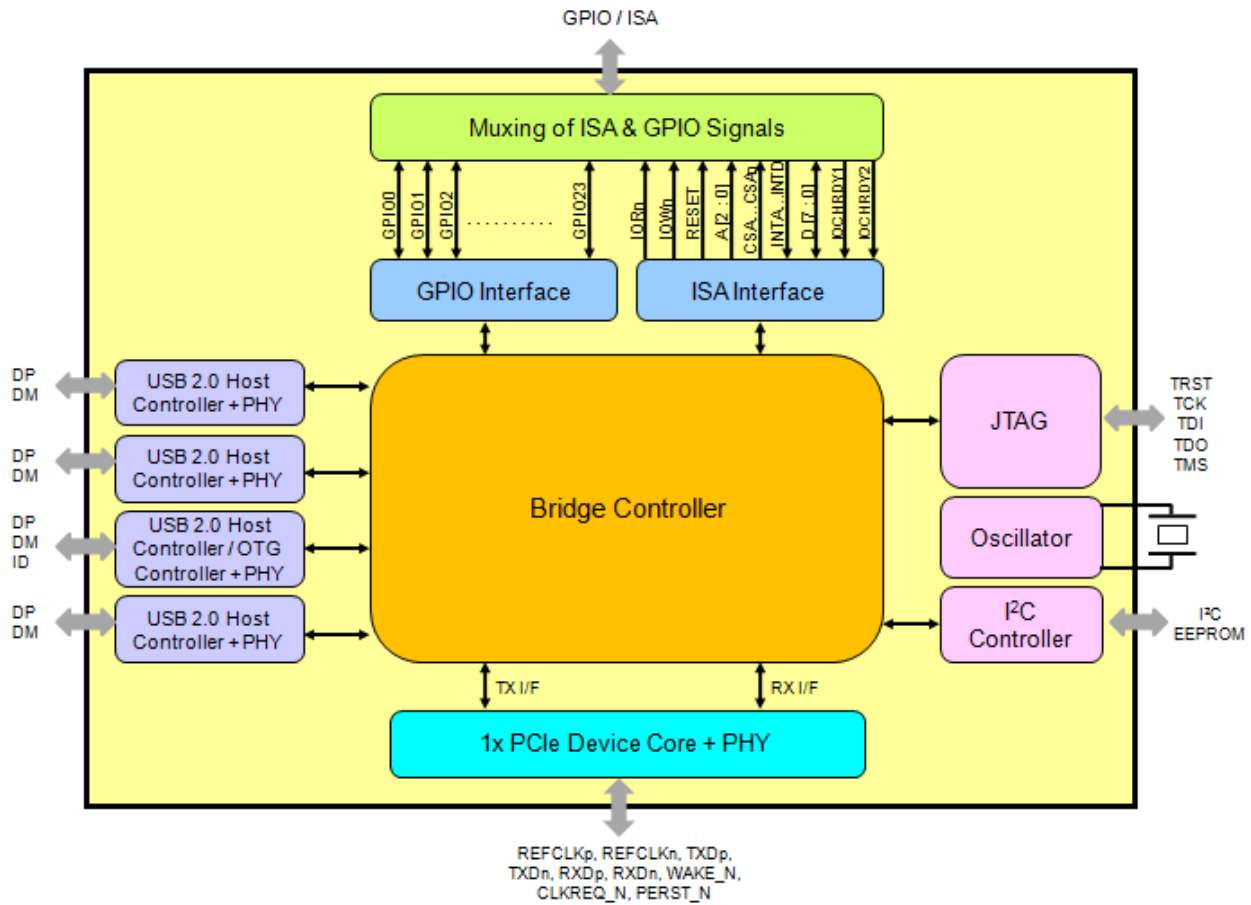 GPIO / ISA
Muxing of ISA & GPIO Signals
GPIO0
GPIO1
GPIO2
..........
GPIO23
IORn
IOWn
RESET
A [2 : 0]
CSA...CSAn
INTA...INTD
D [7 : 0]
IOCHRDY1
IOCHRDY2
GPIO Interface
ISA Interface
DP
DM
USB 2.0 Host
Controller + PHY
DP
DM
USB 2.0 Host
Controller + PHY
DP
DM
ID
USB 2.0 Host
Controller / OTG
Controller + PHY
DP
DM
USB 2.0 Host
Controller + PHY
Bridge Controller
JTAG
TRST
TCK
TDI
TDO
TMS
Oscillator
I²C
Controller
I²C
EEPROM
TX I/F
RX I/F
1x PCIe Device Core + PHY
REFCLKp, REFCLKn, TXDp,
TXDn, RXDp, RXDn, WAKE_N,
CLKREQ_N, PERST_N